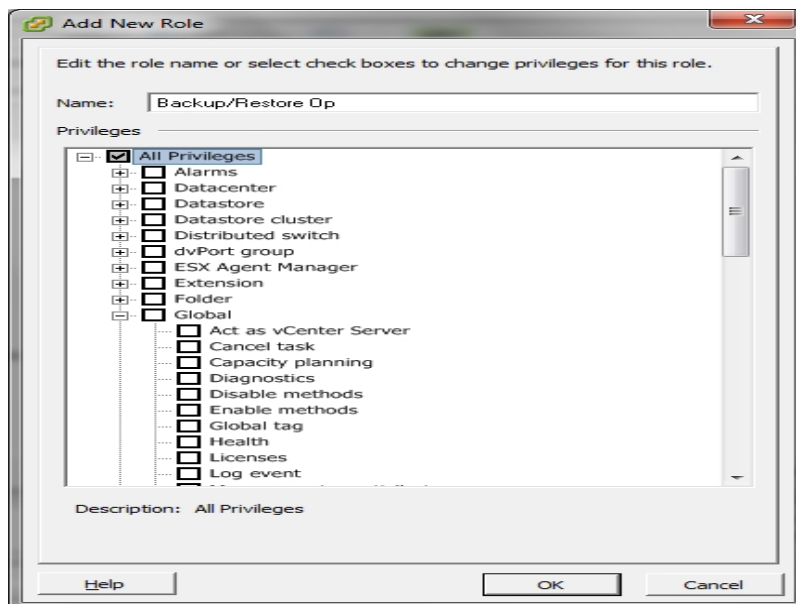 Add New Role
Edit the role name or select check boxes to change privileges for this role.
Name: Backup/Restore Op
Privileges
All Privileges
Alarms
Datacenter
Datastore
Datastore cluster
Distributed switch
dvPort group
ESX Agent Manager
Extension
Folder
Global
Act as vCenter Server
Cancel task
Capacity planning
Diagnostics
Disable methods
Enable methods
Global tag
Health
Licenses
Log event
Description: All Privileges
Help OK Cancel